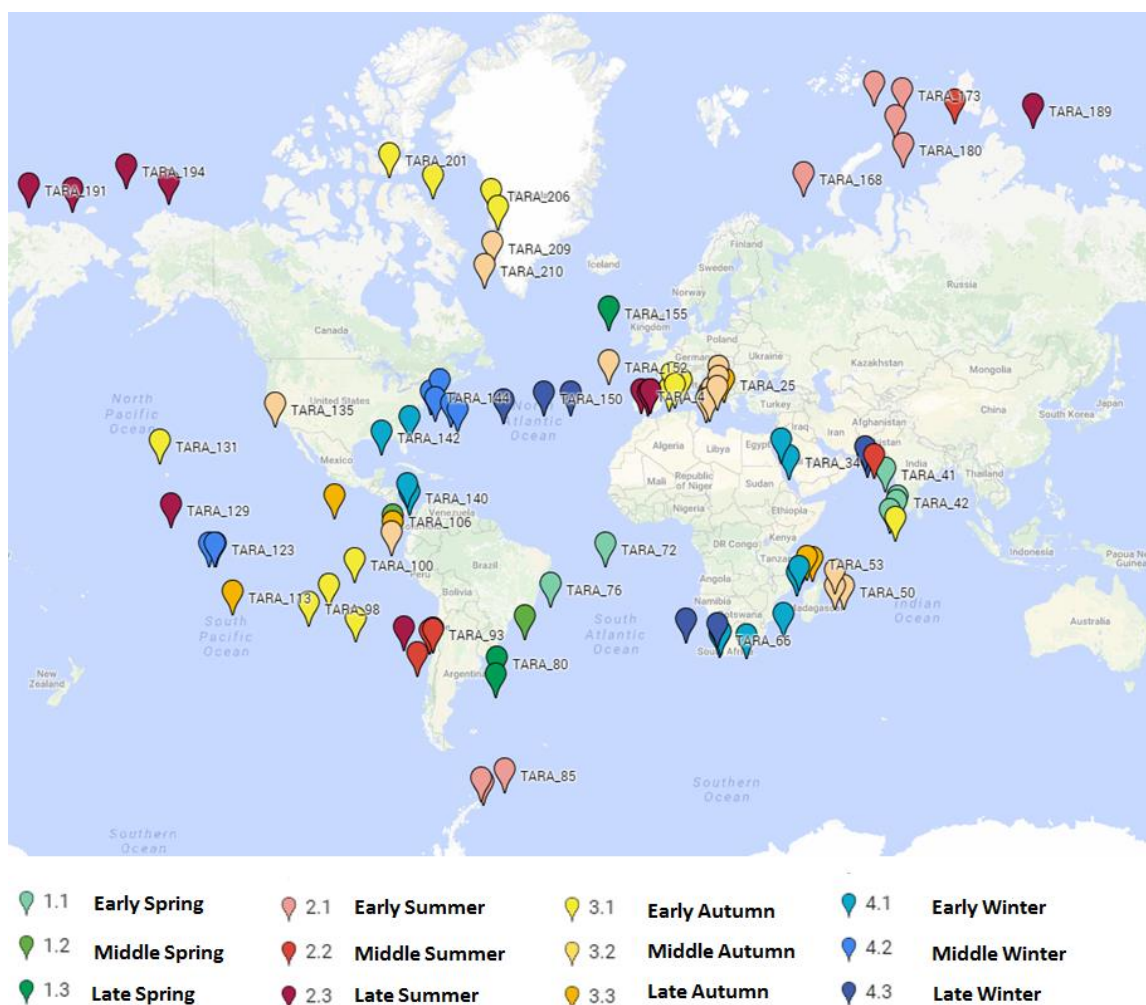 TARA_173
TARA_189
TARA_201
TARA_180
TARA_194
TARA_168
TARA_191
TARA_206
TARA_209
Finland
TARA_210
Iceland
Sweden
Russia
Norway
TARA_155
Kingdom
Canada
Poland
TARA_152
Germany
Ukraine
Kazakhstan
Mongolia
TARA_25
North
Pacific
Ocean
TARA_135
United States
TARA_144
North
Atlantic
Ocean
TARA_150
TARA_4
Turkey
China
South Korea
Japan
TARA_142
Afghanistan
Iraq
Iran
Algeria
Libya
Egypt
TARA_131
Mexico
TARA_34
India
TARA_41
Thailand
Mali
Niger
Republic
of Niger
Sudan
TARA_129
TARA_140
Venezuela
Nigeria
Ethiopia
TARA_42
TARA_106
Kenya
TARA_123
TARA_72
DR Congo
Indonesia
Papua New
Guinea
TARA_100
Peru
Brazil
Tanzania
TARA_53
TARA_113
TARA_98
Bolivia
TARA_76
Angola
TARA_50
Namibia
Botswana
Madagascar
Indian
Ocean
South
Pacific
Ocean
TARA_93
South
Atlantic
Ocean
TARA_66
South Africa
Australia
TARA_80
Argentina
New
Zealand
TARA_85
Southern
Ocean
Southern
Ocean
1.1 Early Spring 2.1 Early Summer 3.1 Early Autumn 4.1 Early Winter
1.2 Middle Spring 2.2 Middle Summer 3.2 Middle Autumn 4.2 Middle Winter
1.3 Late Spring 2.3 Late Summer 3.3 Late Autumn 4.3 Late Winter